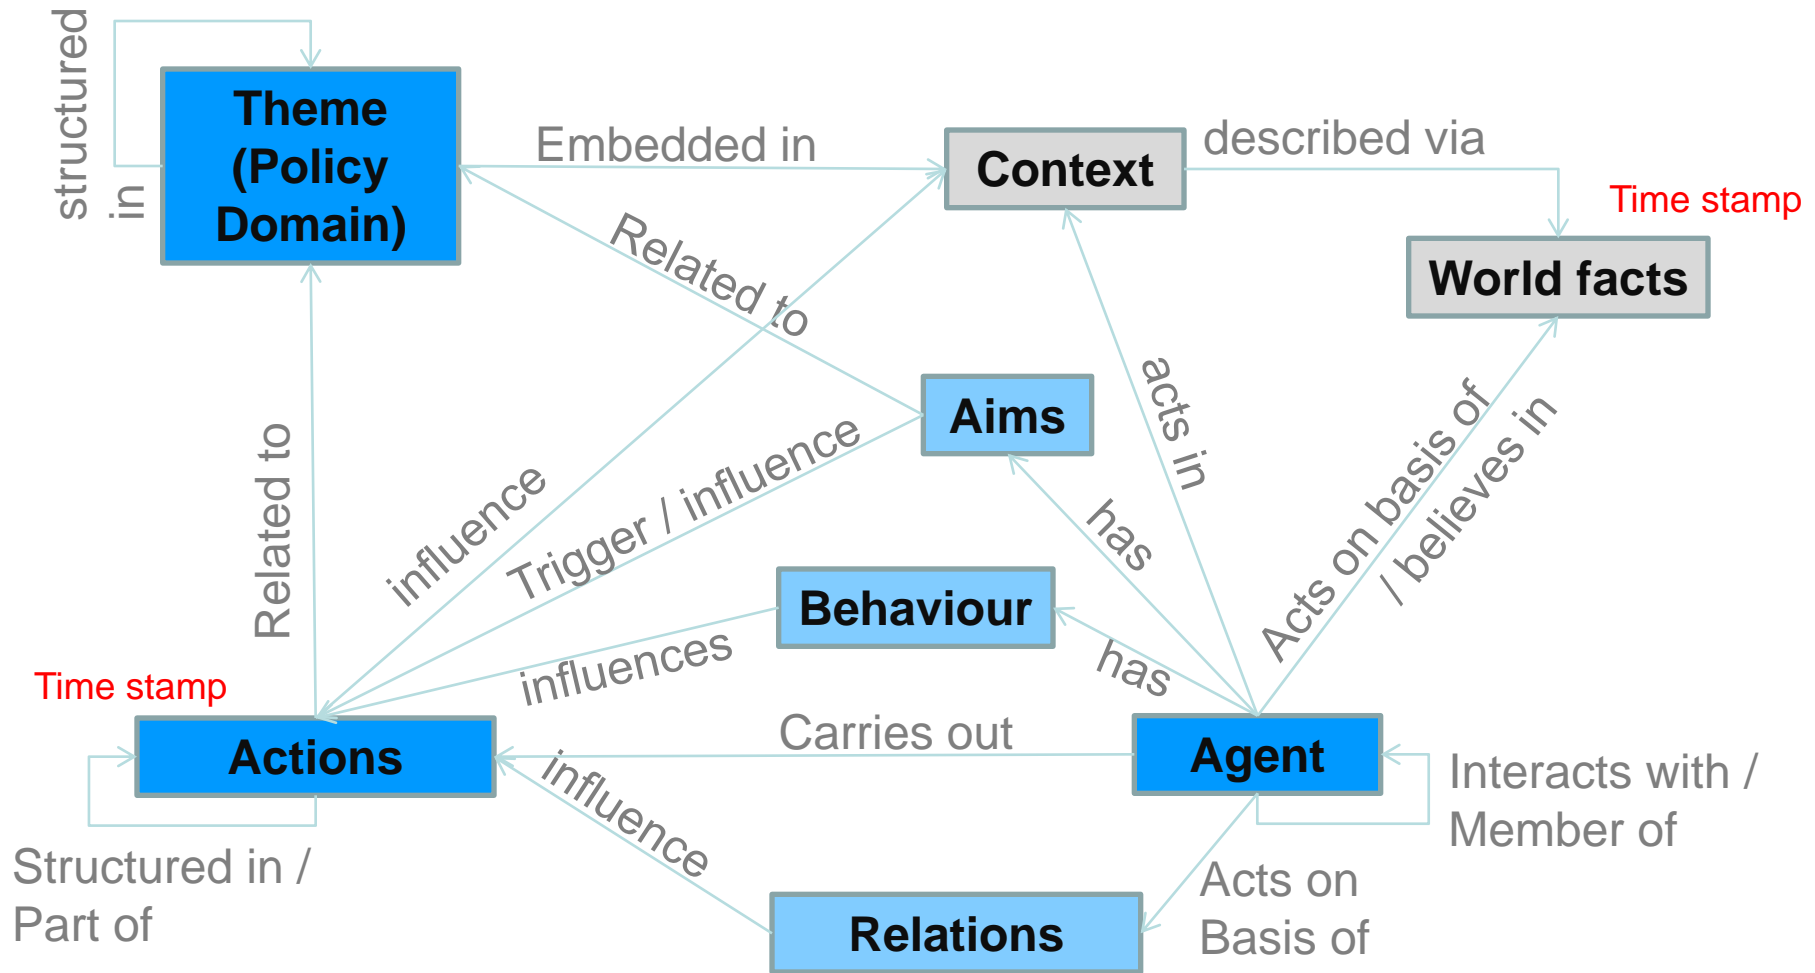 structured
in
Theme
(Policy
Domain)
Embedded in
Context
described via
Time stamp
World facts
Related to
Aims
acts in
Acts on basis of
/ believes in
Related to
influence
Trigger / influence
has
Behaviour
influences
has
Time stamp
Actions
Carries out
Agent
Interacts with /
Member of
influence
Structured in /
Part of
Acts on
Basis of
Relations